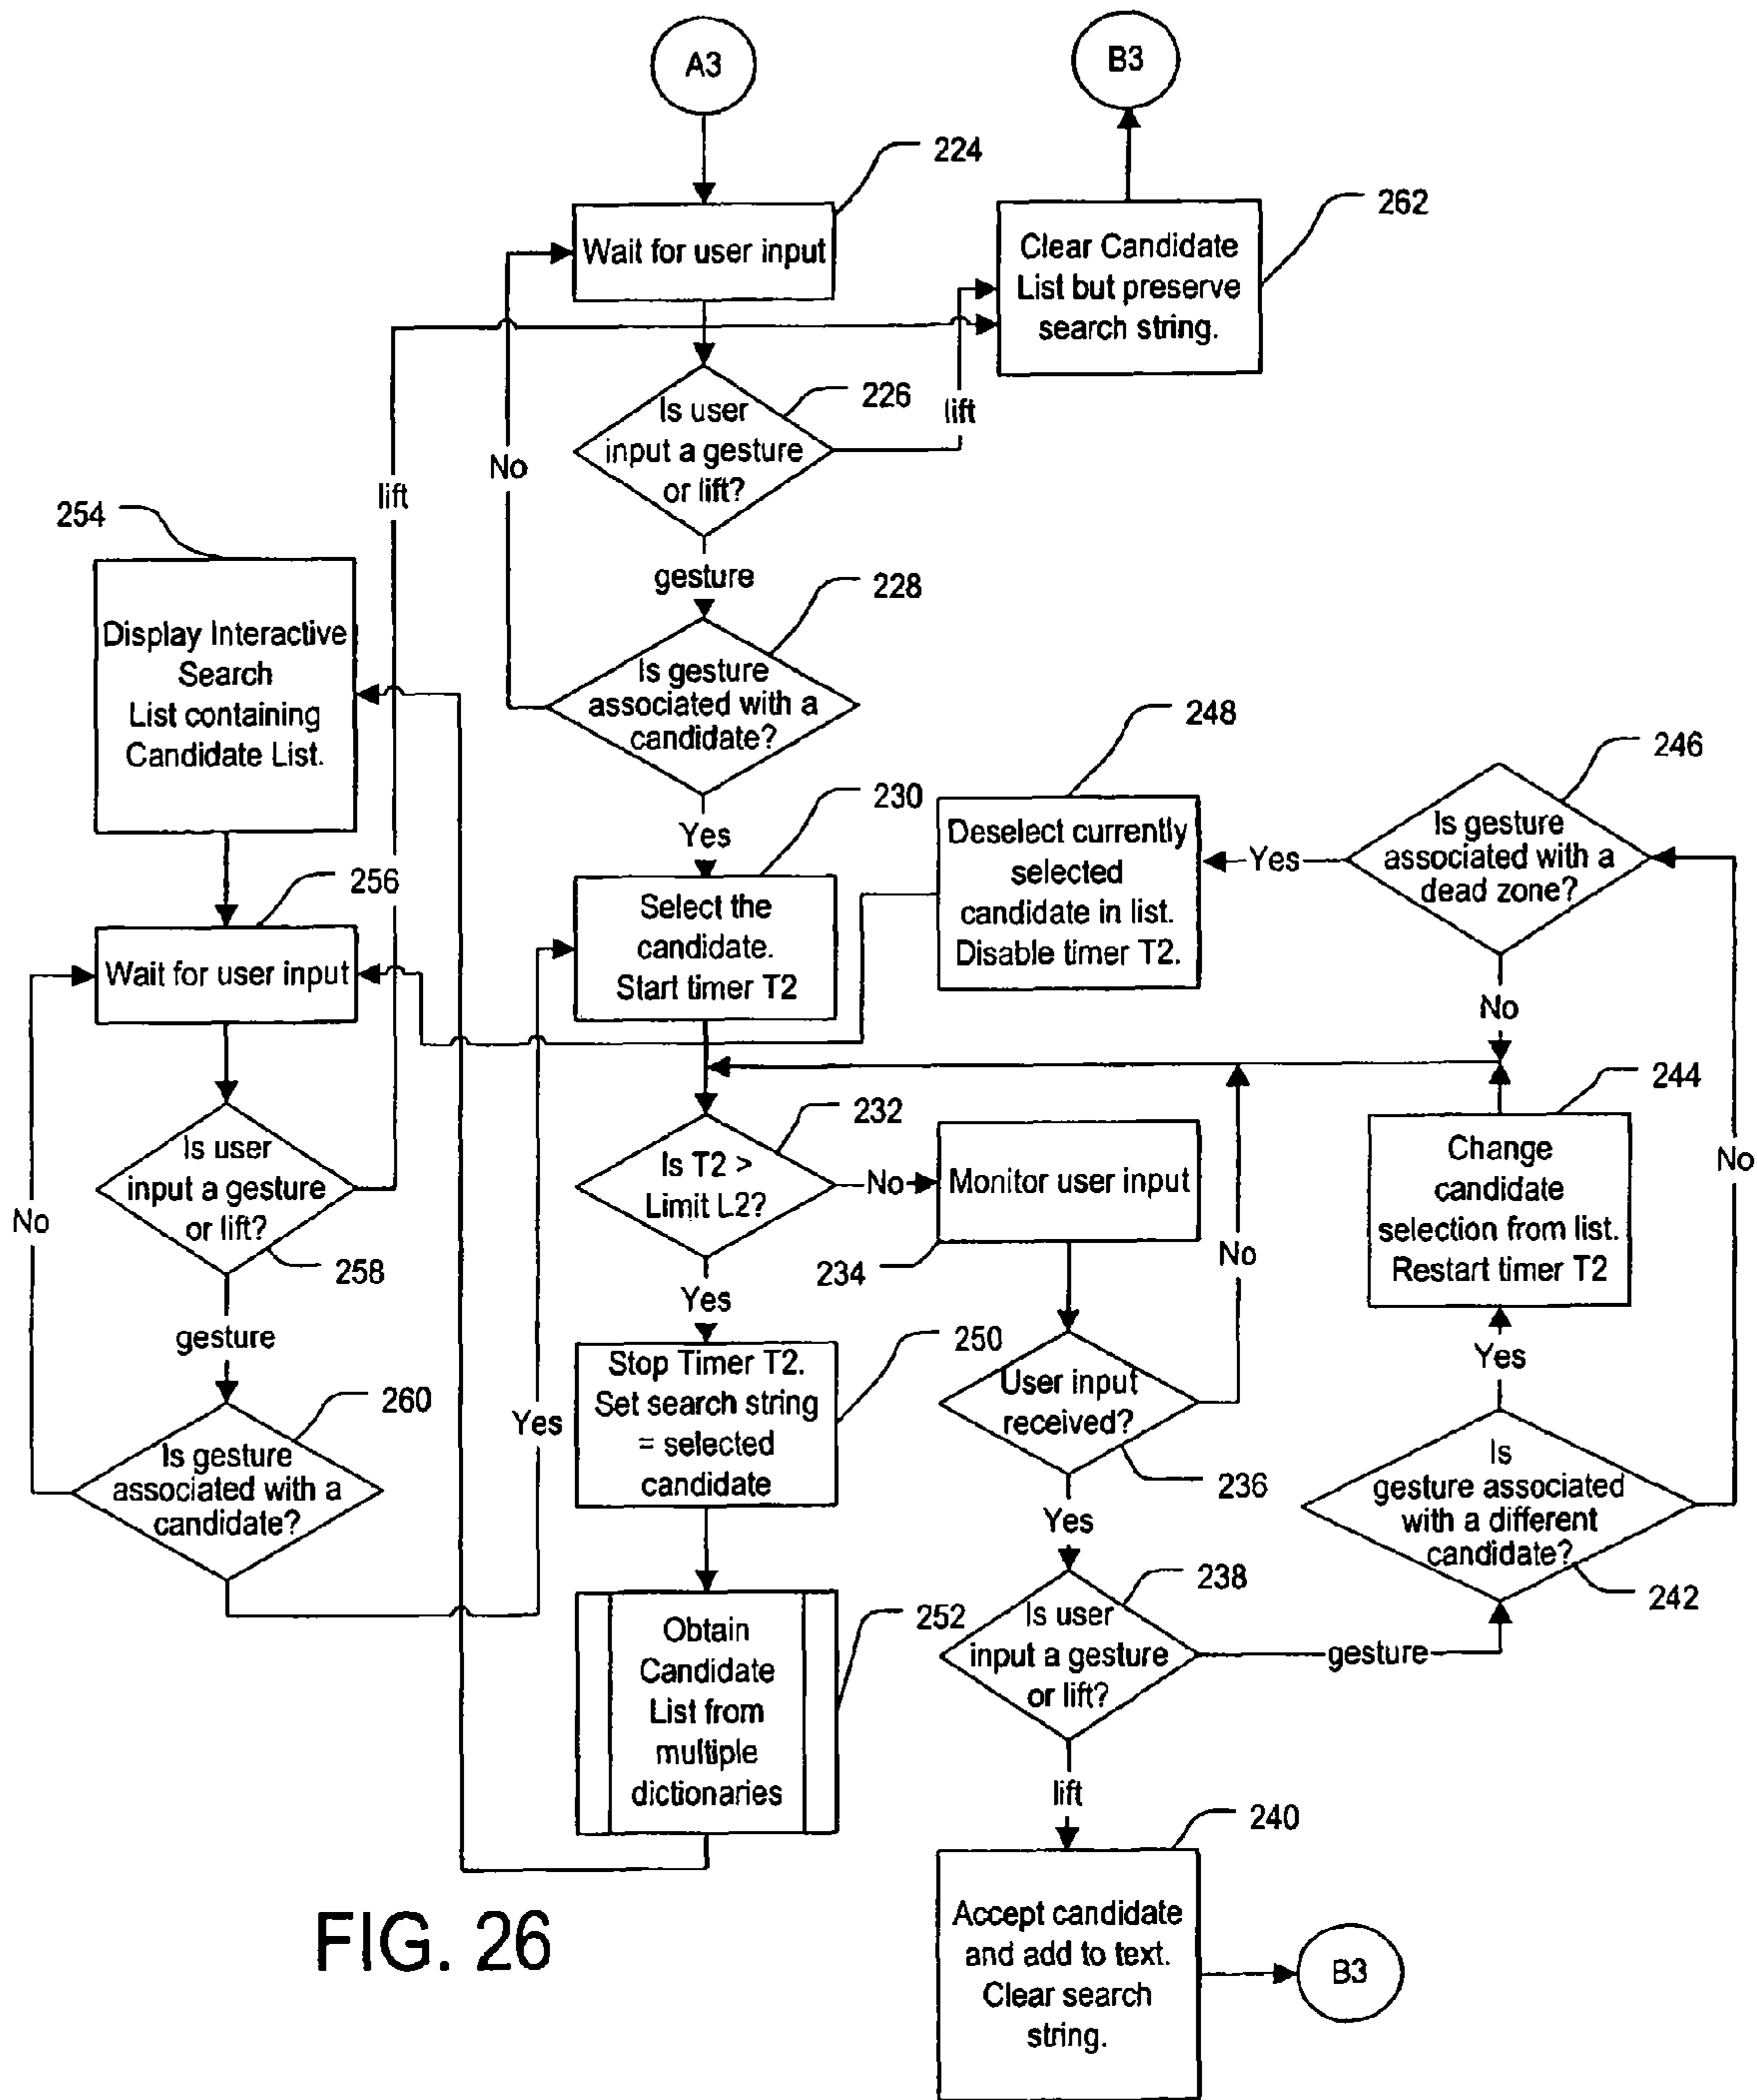 A3
B3
224
Wait for user input
262
Clear Candidate
List but preserve
search string.
226
Is user
input a gesture
or lift?
lift
No
lift
gesture
228
Is gesture
associated with a
candidate?
254
Display Interactive
Search
List containing
Candidate List.
Yes
230
Select the
candidate.
Start timer T2
248
Deselect currently
selected
candidate in list.
Disable timer T2.
Yes
246
Is gesture
associated with a
dead zone?
No
256
Wait for user input
Is user
input a gesture
or lift?
258
No
gesture
260
Is gesture
associated with a
candidate?
Yes
232
Is T2 >
Limit L2?
No
Monitor user input
234
No
244
Change
candidate
selection from list.
Restart timer T2
No
Yes
250
Stop Timer T2.
Set search string
= selected
candidate
User input
received?
236
Yes
Yes
Is
gesture associated
with a different
candidate?
242
252
Obtain
Candidate
List from
multiple
dictionaries
238
Is user
input a gesture
or lift?
gesture
lift
240
Accept candidate
and add to text.
Clear search
string.
B3
FIG. 26